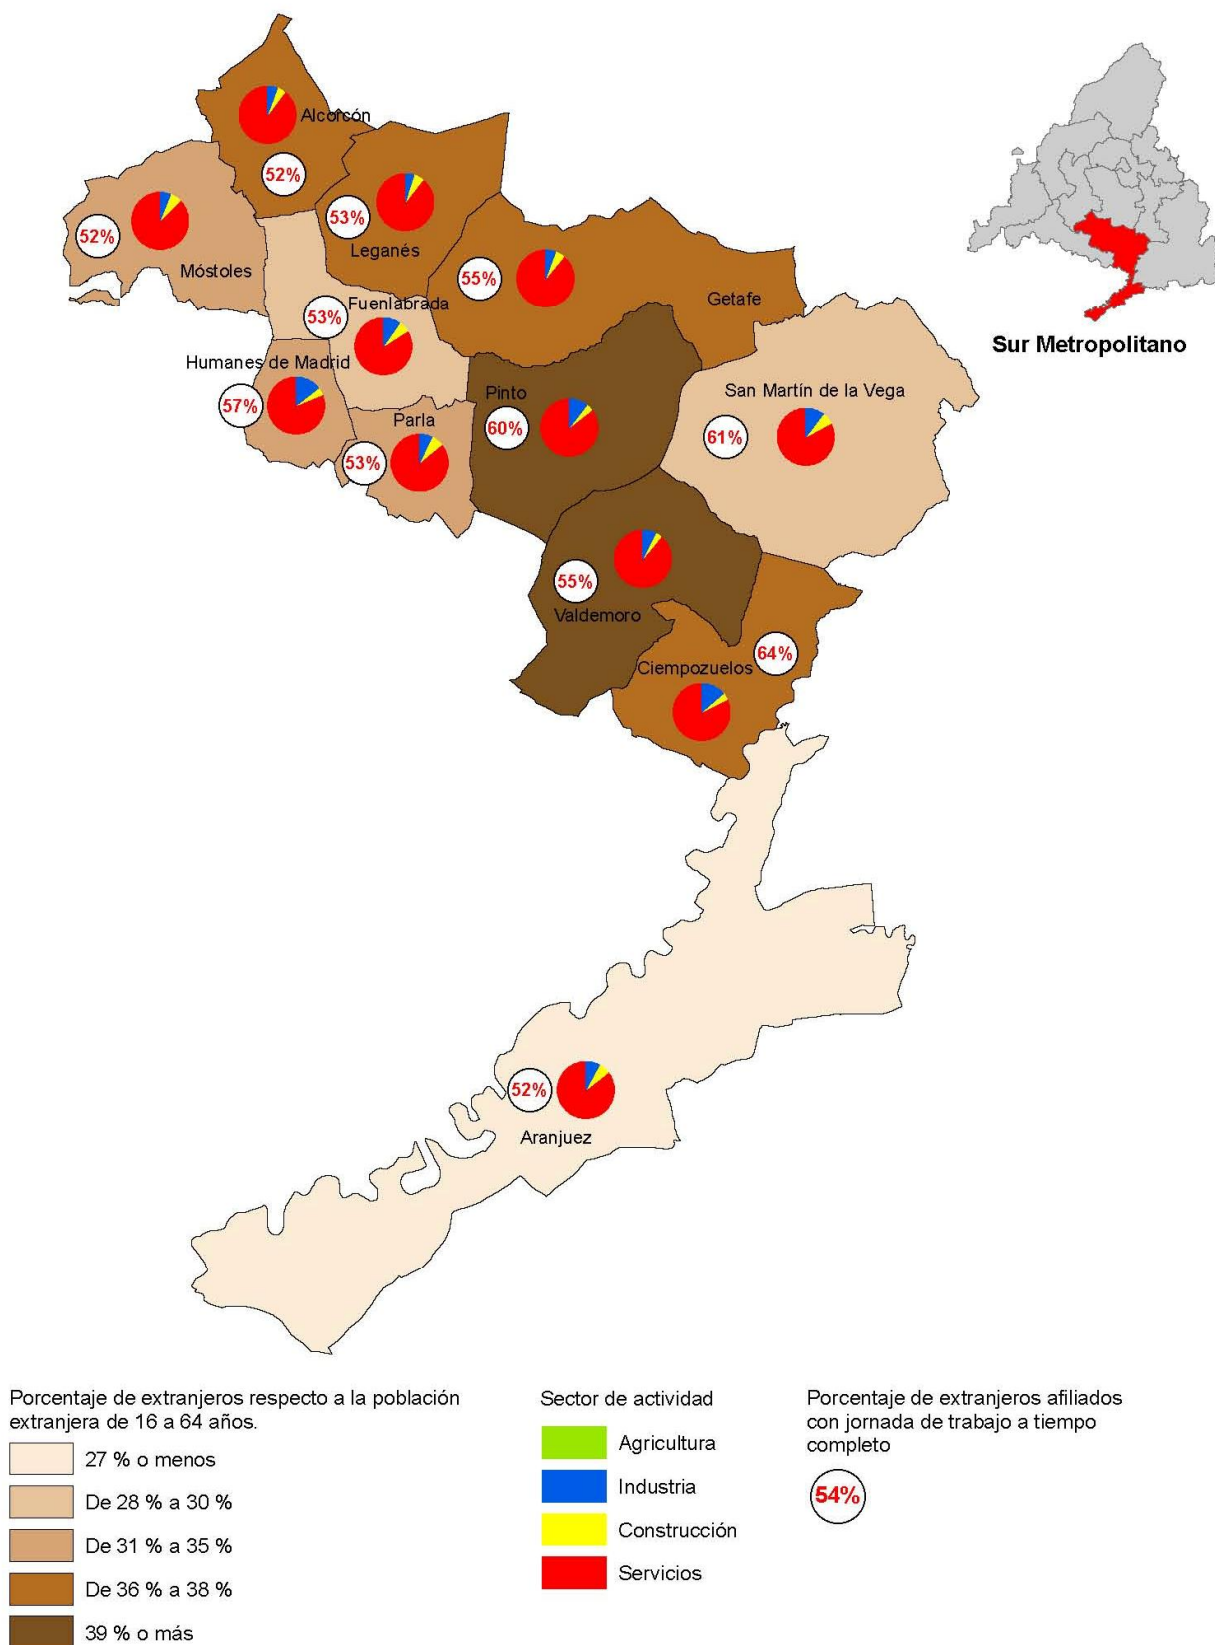 Alcorcón
52%
53%
Leganés
52%
Móstoles
55%
Getafe
Sur Metropolitano
53%
Fuenlabrada
Humanes de Madrid
57%
Pinto
60%
San Martín de la Vega
61%
Parla
53%
55%
Valdemoro
64%
Ciempozuelos
52%
Aranjuez
Porcentaje de extranjeros respecto a la población
extranjera de 16 a 64 años.
27 % o menos
De 28 % a 30 %
De 31 % a 35 %
De 36 % a 38 %
39 % o más
Sector de actividad
Agricultura
Industria
Construcción
Servicios
Porcentaje de extranjeros afiliados
con jornada de trabajo a tiempo
completo
54%